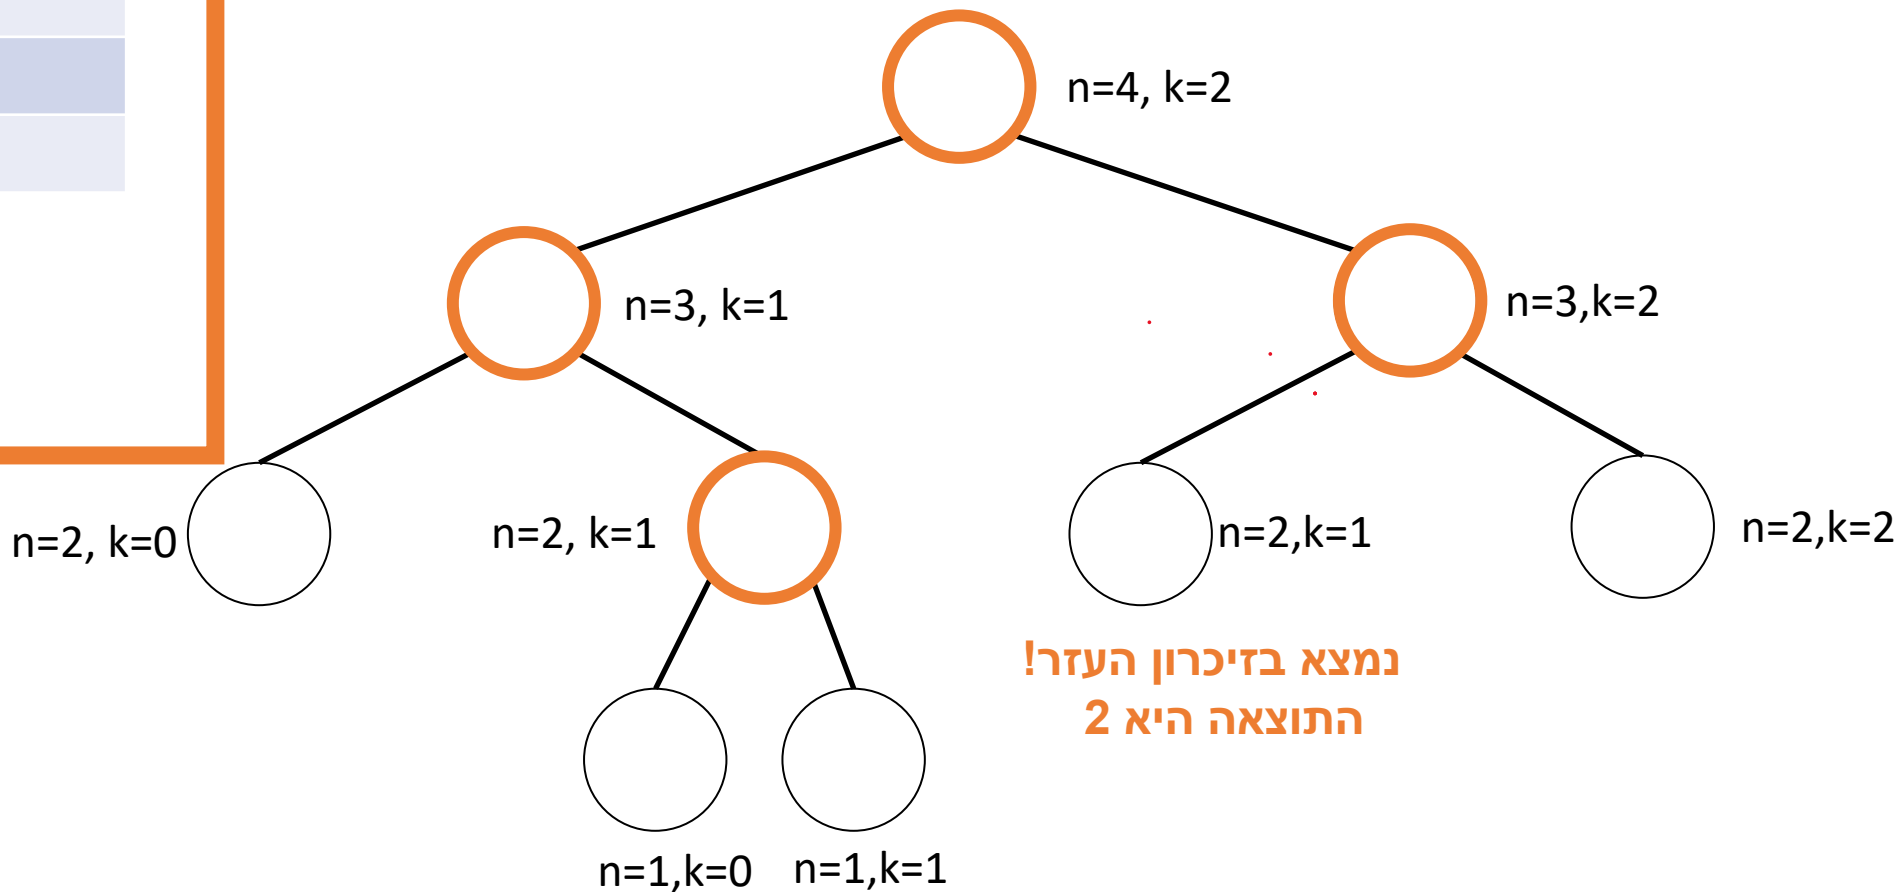 n=4, k=2
n=3, k=1
n=3,k=2
n=2, k=0
n=2, k=1
n=2,k=1
n=2,k=2
נמצא בזיכרון העזר!
התוצאה היא 2
n=1,k=0
n=1,k=1